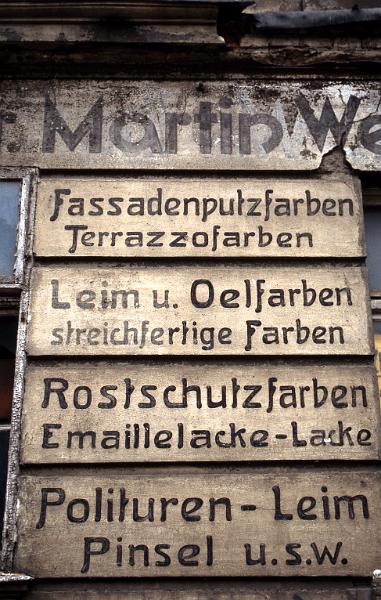 Martin We
Fassadenputzfarben
Terrazzofarben
Leim u. Oelfarben
streichfertige Farben
Rostschutzfarben
Emaillelacke-Lacke
Polituren - Leim
Pinsel u.s.w.